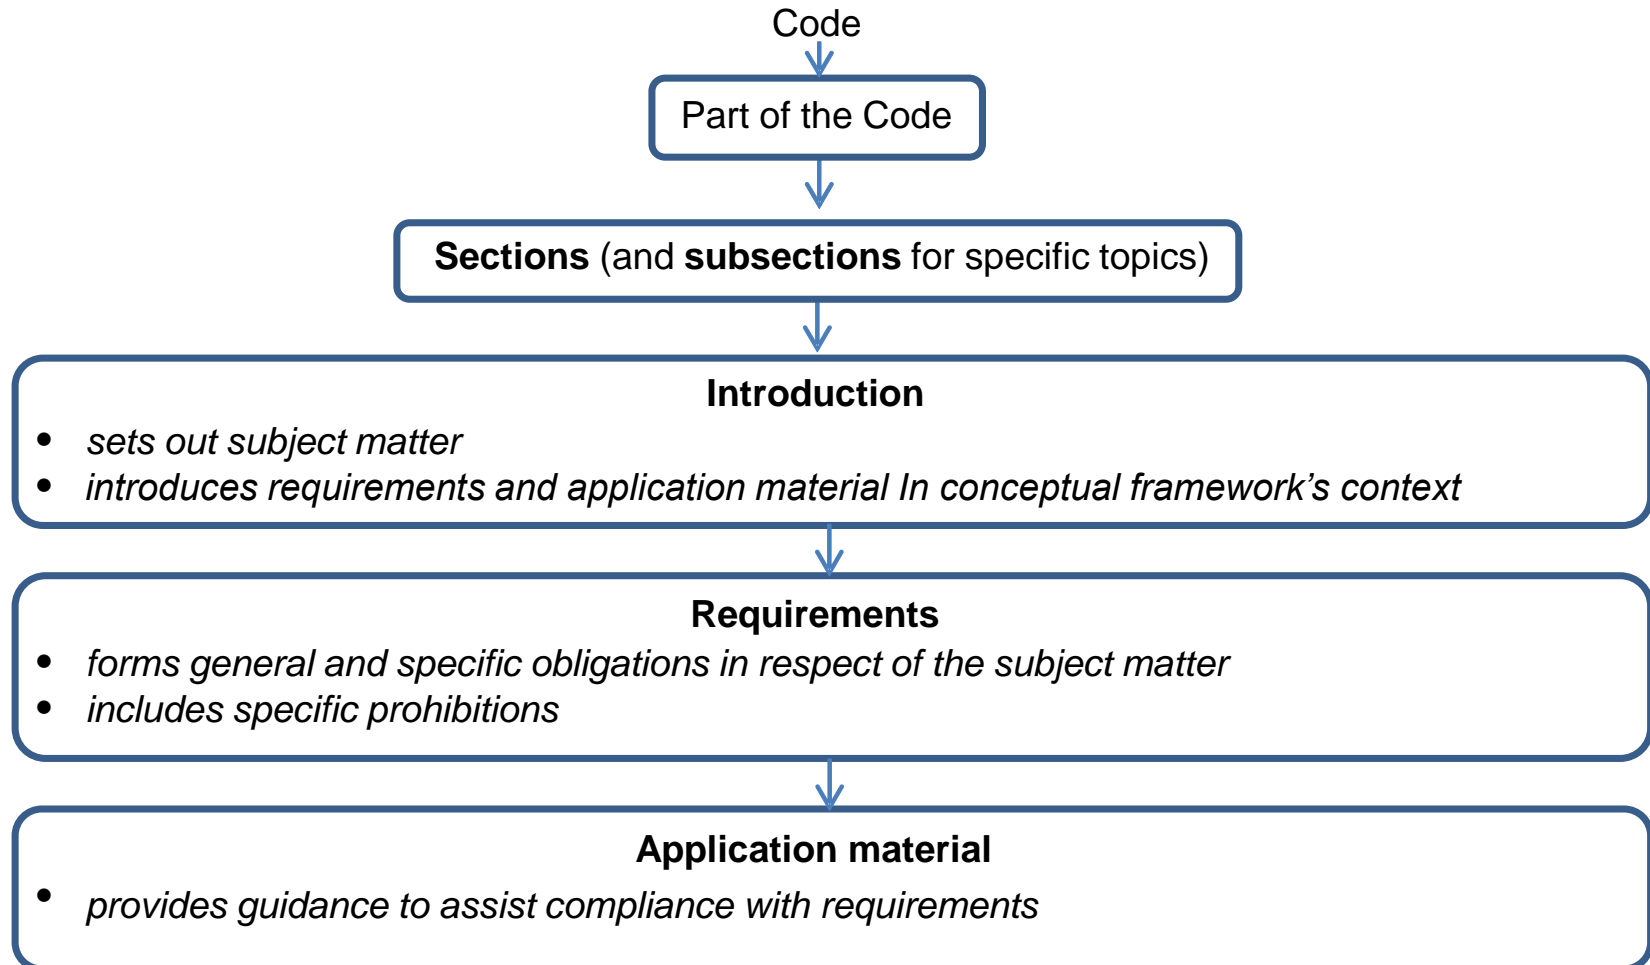 Code
Part of the Code
Sections (and subsections for specific topics)
Introduction
• sets out subject matter
• introduces requirements and application material In conceptual framework’s context
Requirements
• forms general and specific obligations in respect of the subject matter
• includes specific prohibitions
Application material
• provides guidance to assist compliance with requirements